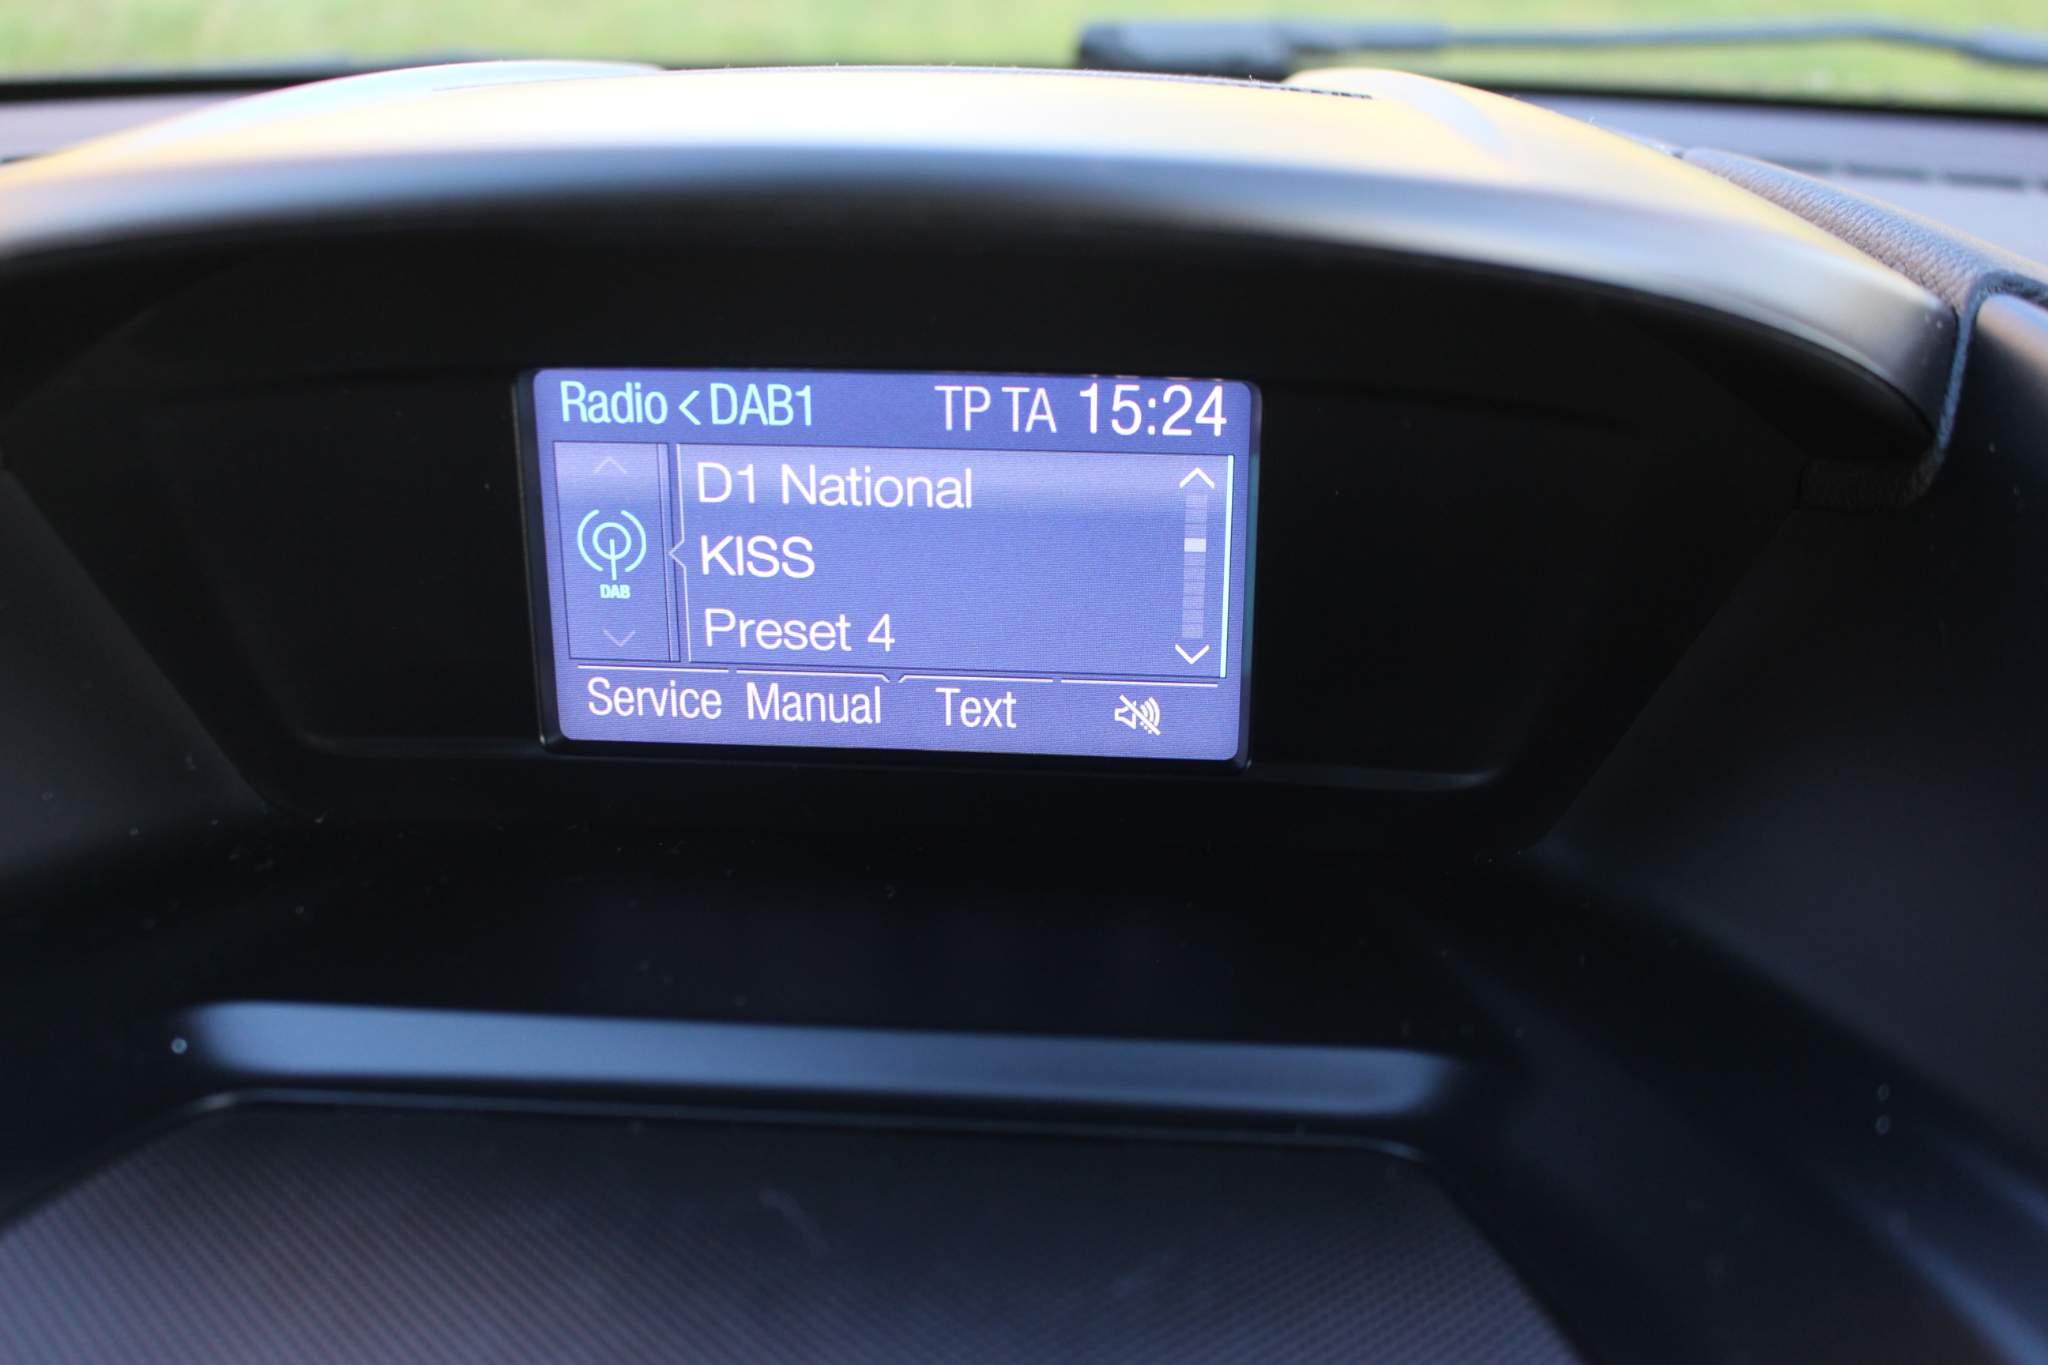 Radio < DAB1 TP TA 15:24
D1 National
KISS
DAB
Preset 4
Service Manual Text